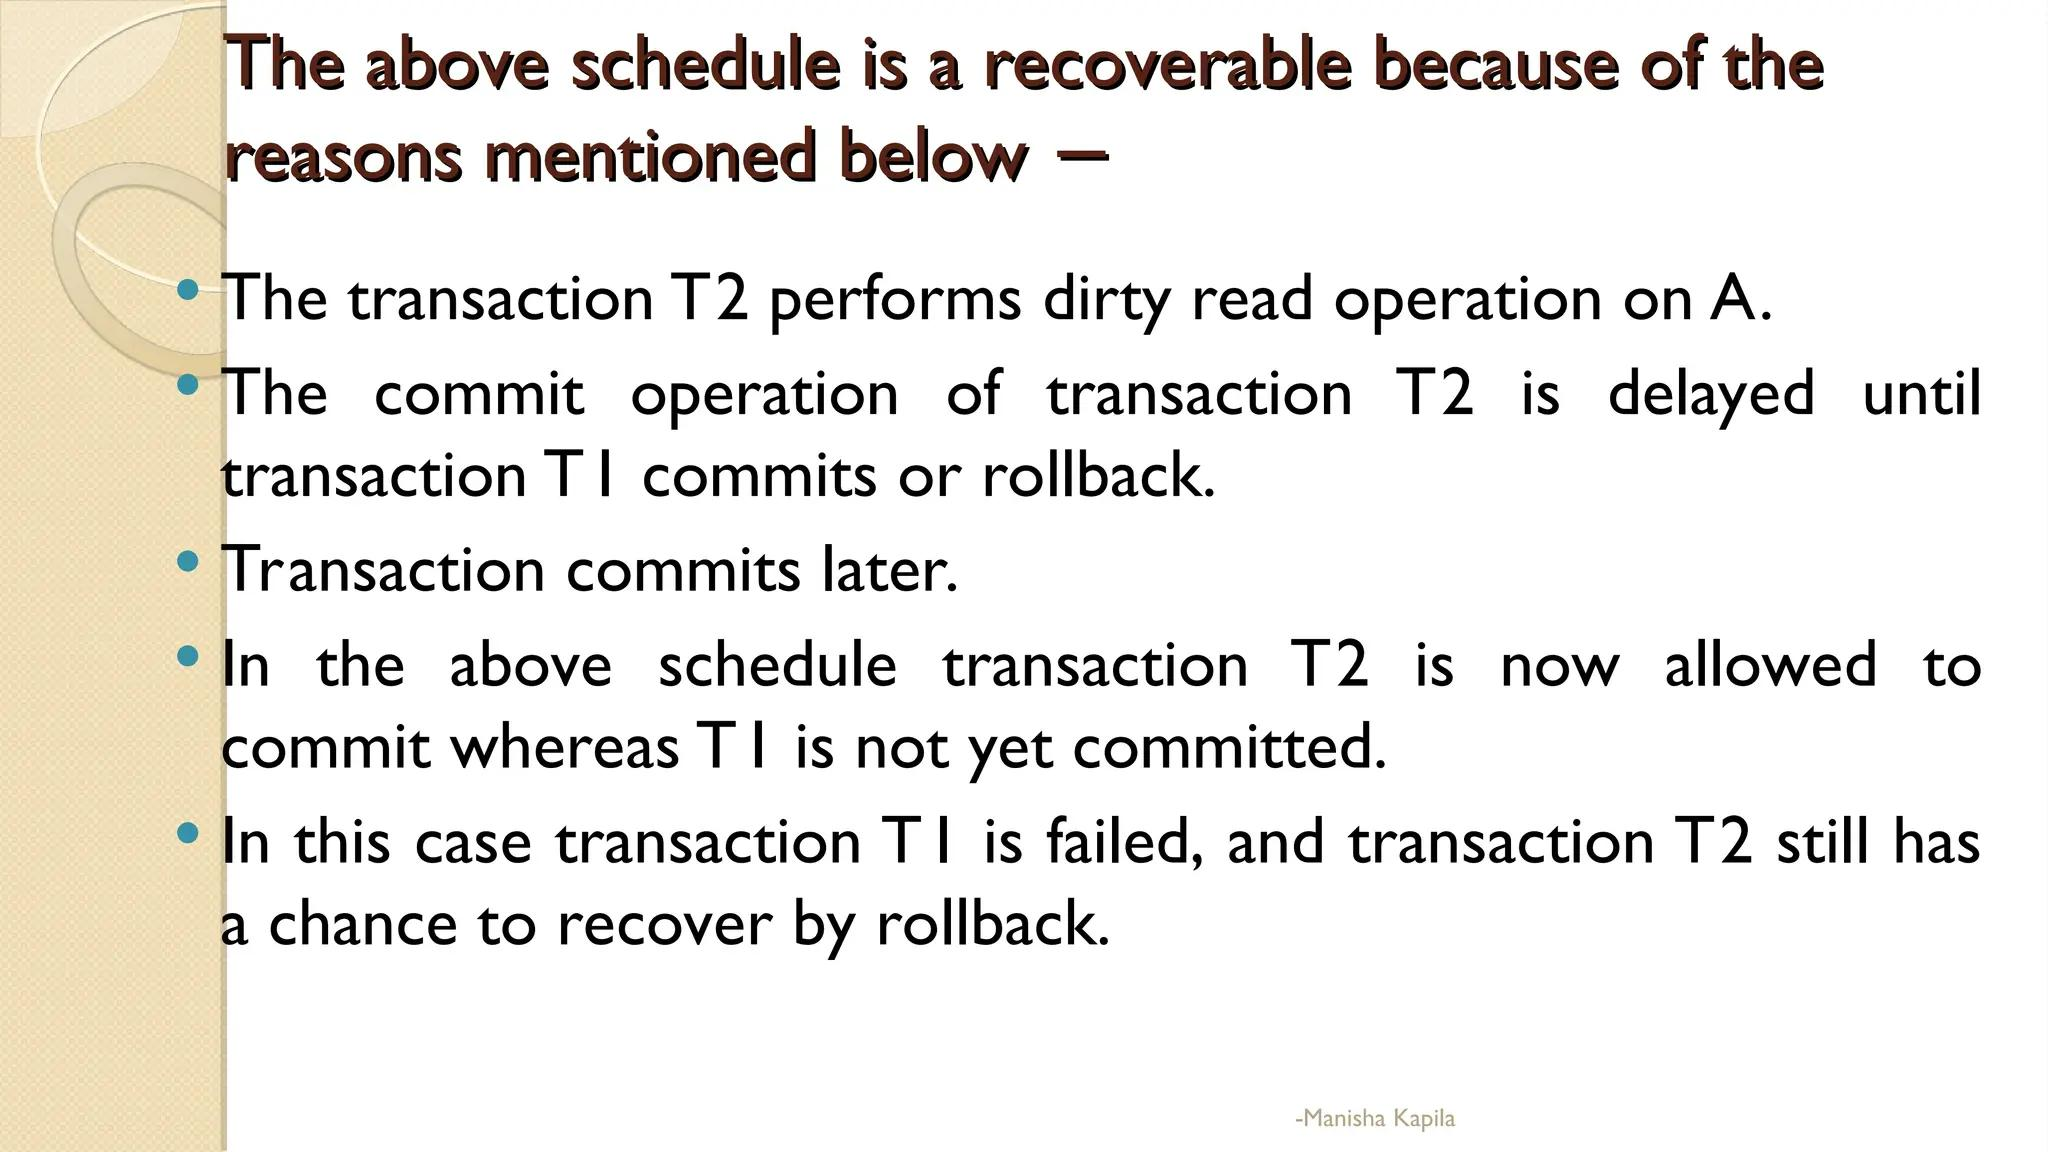 The above schedule is a recoverable because of the
reasons mentioned below −
• The transaction T2 performs dirty read operation on A.
• The commit operation of transaction T2 is delayed until
transaction T1 commits or rollback.
• Transaction commits later.
• In the above schedule transaction T2 is now allowed to
commit whereas T1 is not yet committed.
• In this case transaction T1 is failed, and transaction T2 still has
a chance to recover by rollback.
-Manisha Kapila